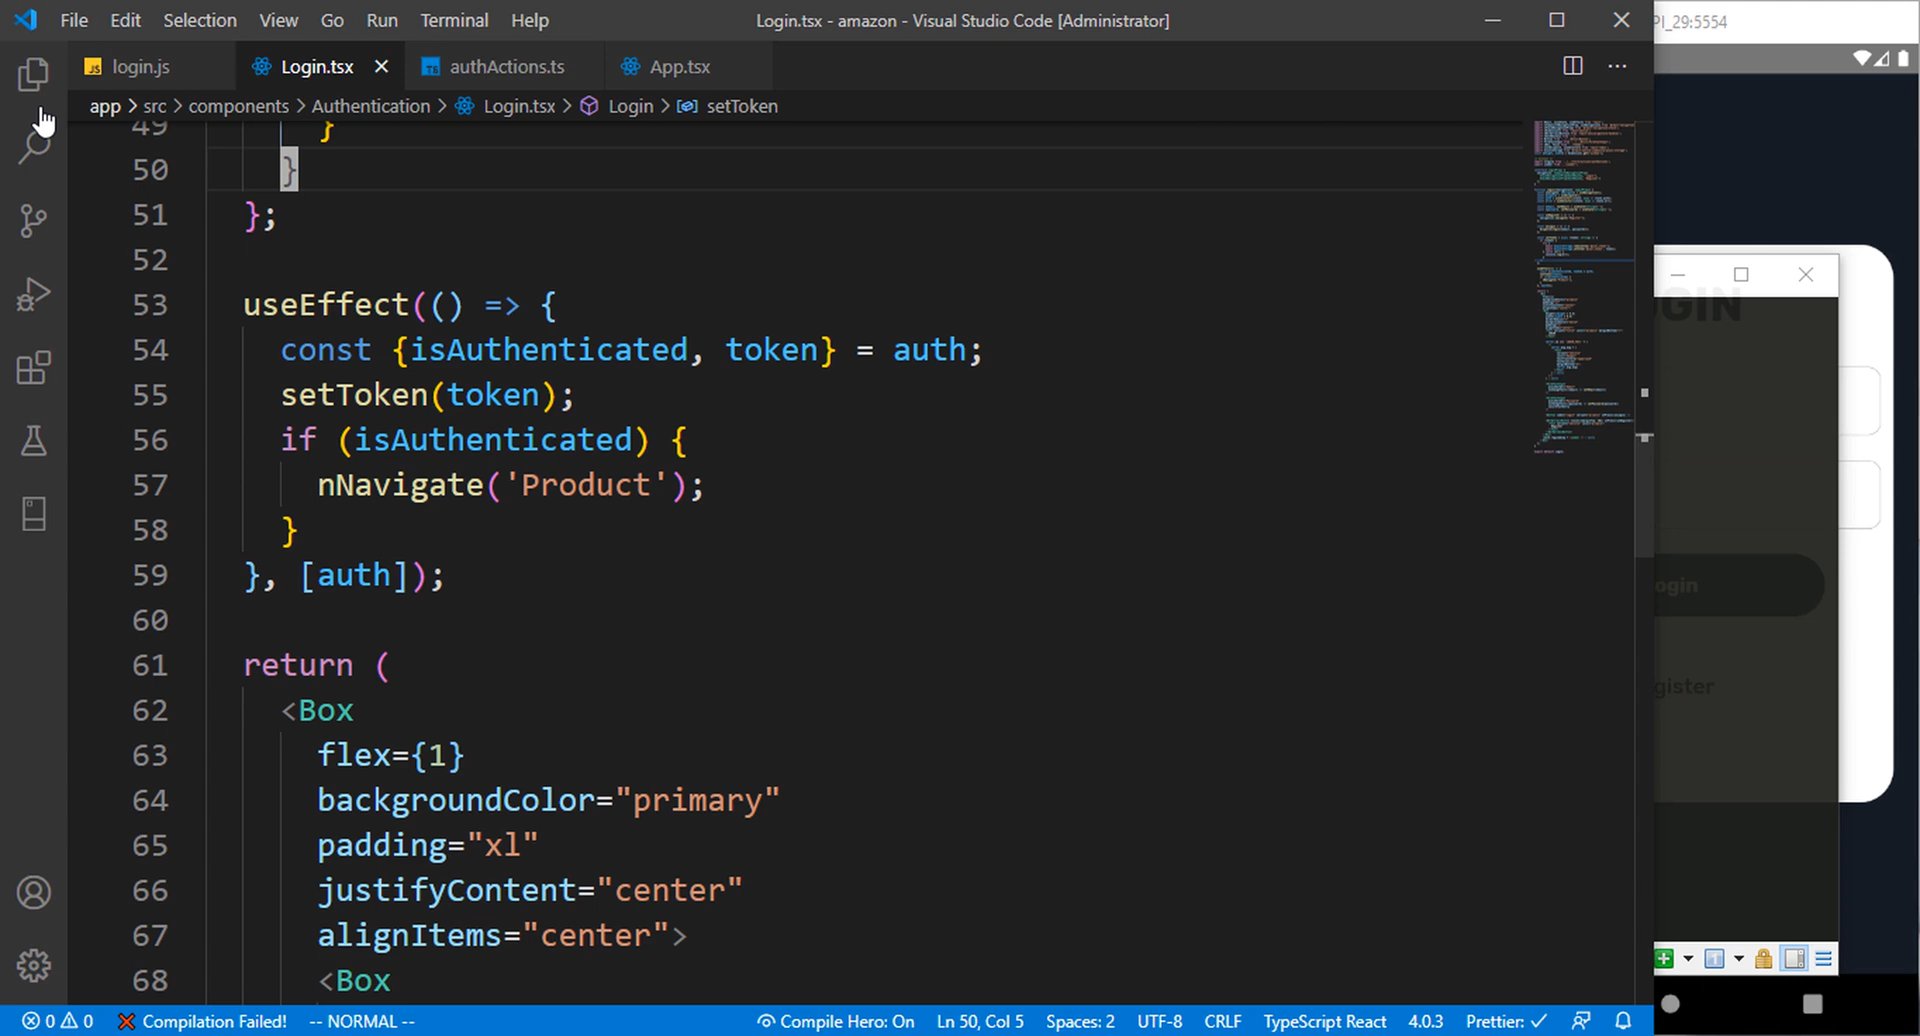 File Edit Selection View Go Run Terminal Help
Login.tsx - amazon - Visual Studio Code [Administrator]
PI_29:5554
JS login.js
Login.tsx
TS authActions.ts
App.tsx
app > src > components > Authentication > Login.tsx > Login > setToken
49 }
50 }
51 };
52
53 useEffect(() => {
54 const {isAuthenticated, token} = auth;
55 setToken(token);
56 if (isAuthenticated) {
57 nNavigate('Product');
58 }
59 }, [auth]);
60
61 return (
62 <Box
63 flex={1}
64 backgroundColor="primary"
65 padding="xl"
66 justifyContent="center"
67 alignItems="center">
68 <Box
OGIN
ogin
gister
0 0 Compilation Failed! -- NORMAL -- Compile Hero: On Ln 50, Col 5 Spaces: 2 UTF-8 CRLF TypeScript React 4.0.3 Prettier: ✓